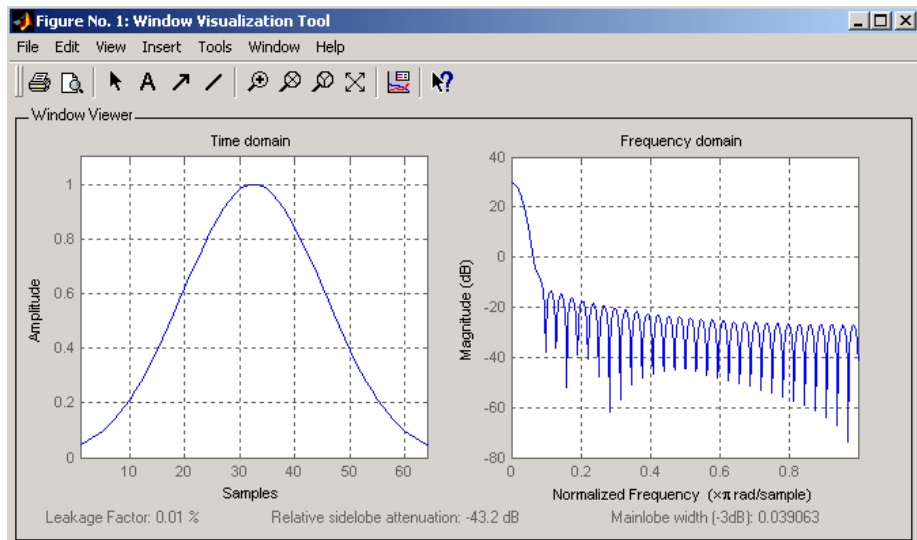 Figure No. 1: Window Visualization Tool
File Edit View Insert Tools Window Help
A
?
Window Viewer
Time domain
Amplitude
1
0.8
0.6
0.4
0.2
0
10 20 30 40 50 60
Samples
Frequency domain
Magnitude (dB)
40
20
0
-20
-40
-60
-80
0 0.2 0.4 0.6 0.8
Normalized Frequency (×π rad/sample)
Leakage Factor: 0.01 % Relative sidelobe attenuation: -43.2 dB Mainlobe width (-3dB): 0.039063